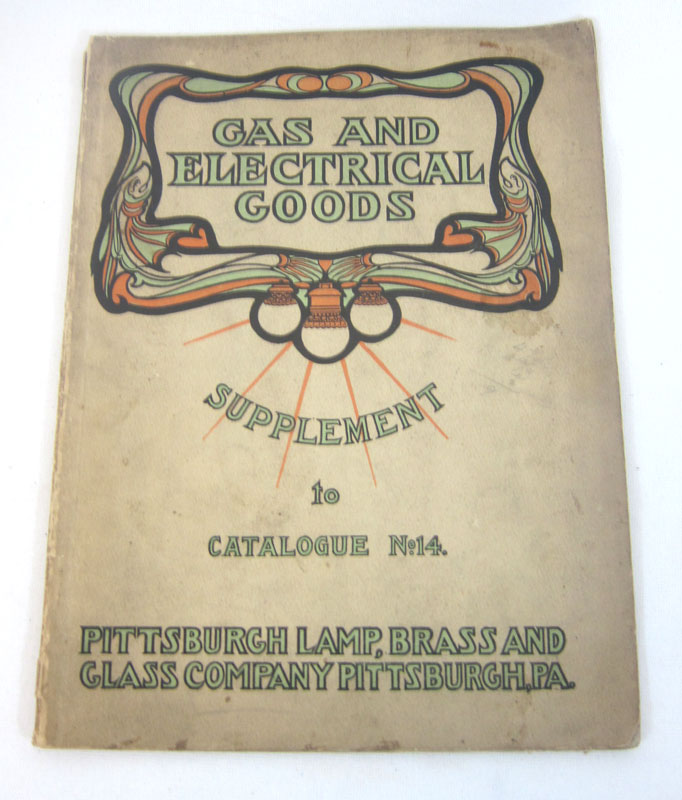 GAS AND
ELECTRICAL
GOODS
SUPPLEMENT
to
CATALOGUE No14.
PITTSBURGH LAMP, BRASS AND
GLASS COMPANY PITTSBURGH, PA.